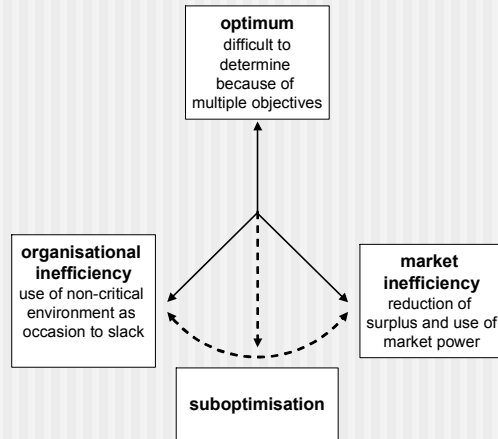 optimum
difficult to
determine
because of
multiple objectives
organisational
inefficiency
use of non-critical
environment as
occasion to slack
market
inefficiency
reduction of
surplus and use of
market power
suboptimisation